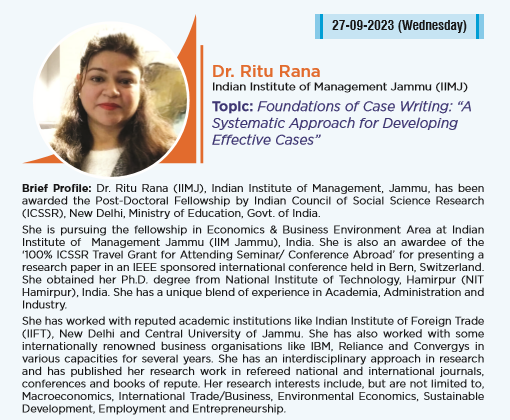 27-09-2023 (Wednesday)
Dr. Ritu Rana
Indian Institute of Management Jammu (IIMJ)
Topic: Foundations of Case Writing: “A
Systematic Approach for Developing
Effective Cases”
Brief Profile: Dr. Ritu Rana (IIMJ), Indian Institute of Management, Jammu, has been
awarded the Post-Doctoral Fellowship by Indian Council of Social Science Research
(ICSSR), New Delhi, Ministry of Education, Govt. of India.
She is pursuing the fellowship in Economics & Business Environment Area at Indian
Institute of Management Jammu (IIM Jammu), India. She is also an awardee of the
‘100% ICSSR Travel Grant for Attending Seminar/ Conference Abroad’ for presenting a
research paper in an IEEE sponsored international conference held in Bern, Switzerland.
She obtained her Ph.D. degree from National Institute of Technology, Hamirpur (NIT
Hamirpur), India. She has a unique blend of experience in Academia, Administration and
Industry.
She has worked with reputed academic institutions like Indian Institute of Foreign Trade
(IIFT), New Delhi and Central University of Jammu. She has also worked with some
internationally renowned business organisations like IBM, Reliance and Convergys in
various capacities for several years. She has an interdisciplinary approach in research
and has published her research work in refereed national and international journals,
conferences and books of repute. Her research interests include, but are not limited to,
Macroeconomics, International Trade/Business, Environmental Economics, Sustainable
Development, Employment and Entrepreneurship.